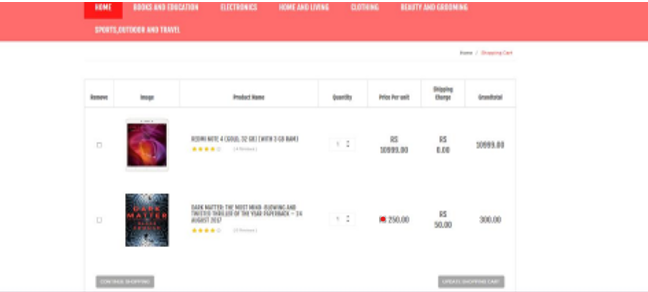 HOME BOOKS AND EDUCATION ELECTRONICS HOME AND LIVING CLOTHING BEAUTY AND GROOMING
SPORTS,OUTDOOR AND TRAVEL
Home / Shopping Cart
Remove Image Product Name Quantity Price Per unit Shipping Charge Grandtotal
REDMI NOTE 4 (GOLD, 32 GB) (WITH 3 GB RAM)
1
RS
10999.00
RS
0.00
10999.00
DARK MATTER: THE MOST MIND-BLOWING AND
TWISTED THRILLER OF THE YEAR PAPERBACK – 24
AUGUST 2017
1
250.00
RS
50.00
300.00
DARK
MATTER
CONTINUE SHOPPING
UPDATE SHOPPING CART